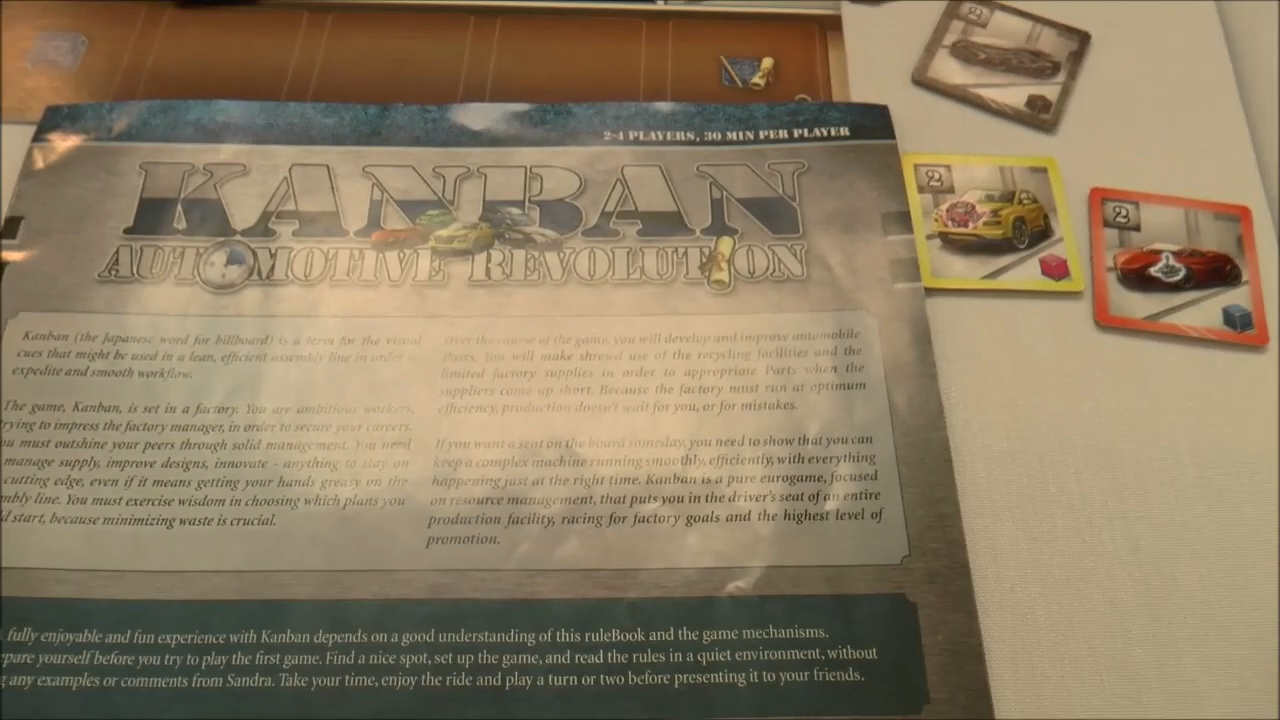 2-4 PLAYERS, 30 MIN PER PLAYER
KANBAN
AUTOMOTIVE REVOLUTION
Kanban (the Japanese word for billboard) is a term for the visual
cues that might be used in a lean, efficient assembly line in order to
expedite and smooth workflow.
The game, Kanban, is set in a factory. You are ambitious workers,
rying to impress the factory manager, in order to secure your careers.
ou must outshine your peers through solid management. You need
manage supply, improve designs, innovate - anything to stay on
cutting edge, even if it means getting your hands greasy on the
mbly line. You must exercise wisdom in choosing which plans you
d start, because minimizing waste is crucial.
Over the course of the game, you will develop and improve automobile
Parts. You will make shrewd use of the recycling facilities and the
limited factory supplies in order to appropriate Parts when the
suppliers come up short. Because the factory must run at optimum
efficiency, production doesn't wait for you, or for mistakes.
If you want a seat on the board someday, you need to show that you can
keep a complex machine running smoothly, efficiently, with everything
happening just at the right time. Kanban is a pure eurogame, focused
on resource management, that puts you in the driver's seat of an entire
production facility, racing for factory goals and the highest level of
promotion.
fully enjoyable and fun experience with Kanban depends on a good understanding of this ruleBook and the game mechanisms.
epare yourself before you try to play the first game. Find a nice spot, set up the game, and read the rules in a quiet environment, without
g any examples or comments from Sandra. Take your time, enjoy the ride and play a turn or two before presenting it to your friends.
2
2
2